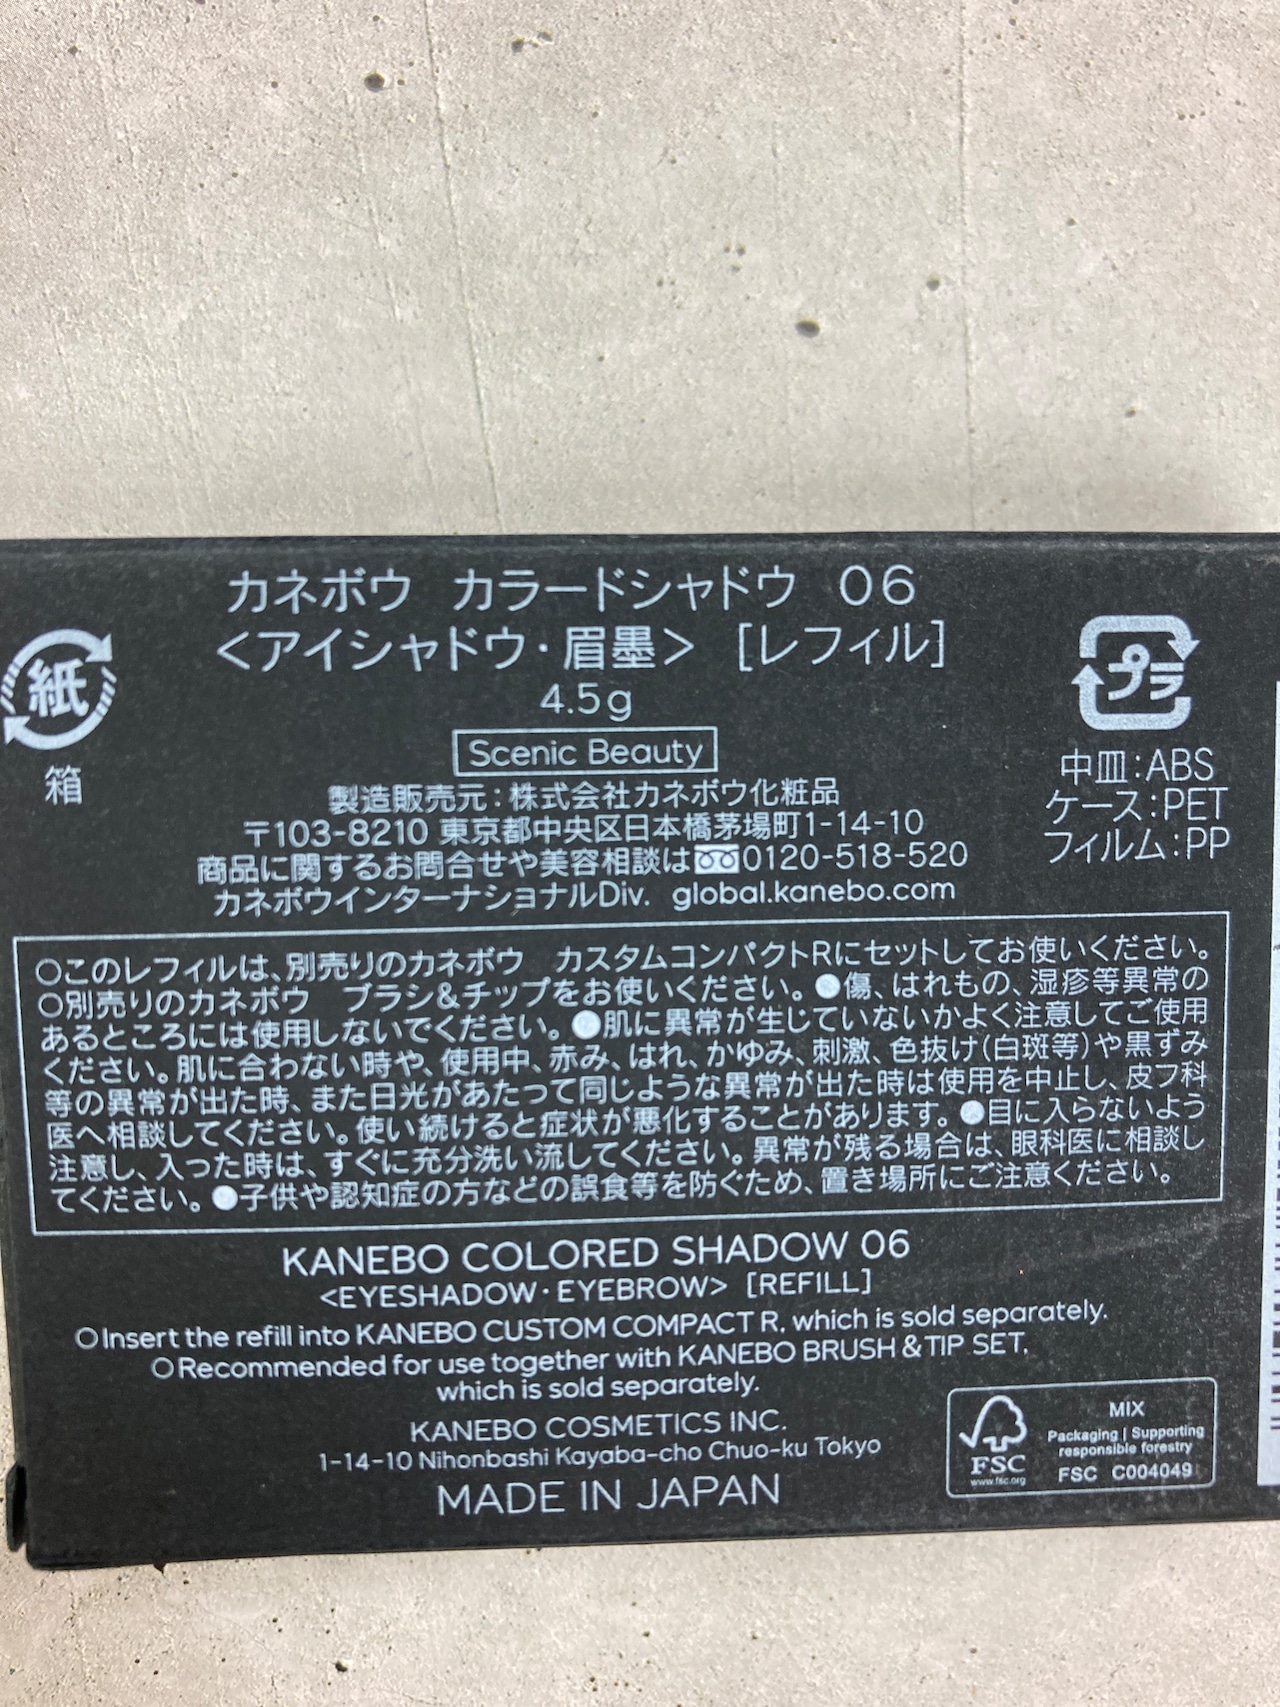 カネボウ カラードシャドウ 06
<アイシャドウ・眉墨> [レフィル]
4.5g
Scenic Beauty
紙
箱
プラ
中皿:ABS
ケース:PET
フィルム:PP
製造販売元:株式会社カネボウ化粧品
〒103-8210 東京都中央区日本橋茅場町1-14-10
商品に関するお問合せや美容相談は 0120-518-520
カネボウインターナショナルDiv. global.kanebo.com
○このレフィルは、別売りのカネボウ カスタムコンパクトRにセットしてお使いください。
○別売りのカネボウ ブラシ&チップをお使いください。●傷、はれもの、湿疹等異常の
あるところには使用しないでください。●肌に異常が生じていないかよく注意してご使用
ください。肌に合わない時や、使用中、赤み、はれ、かゆみ、刺激、色抜け(白斑等)や黒ずみ
等の異常が出た時、また日光があたって同じような異常が出た時は使用を中止し、皮フ科
医へ相談してください。使い続けると症状が悪化することがあります。●目に入らないよう
注意し、入った時は、すぐに充分洗い流してください。異常が残る場合は、眼科医に相談し
てください。●子供や認知症の方などの誤食等を防ぐため、置き場所にご注意ください。
KANEBO COLORED SHADOW 06
<EYESHADOW・EYEBROW> [REFILL]
○Insert the refill into KANEBO CUSTOM COMPACT R, which is sold separately.
○Recommended for use together with KANEBO BRUSH & TIP SET,
which is sold separately.
KANEBO COSMETICS INC.
1-14-10 Nihonbashi Kayaba-cho Chuo-ku Tokyo
MADE IN JAPAN
FSC
www.fsc.org
MIX
Packaging | Supporting
responsible forestry
FSC C004049